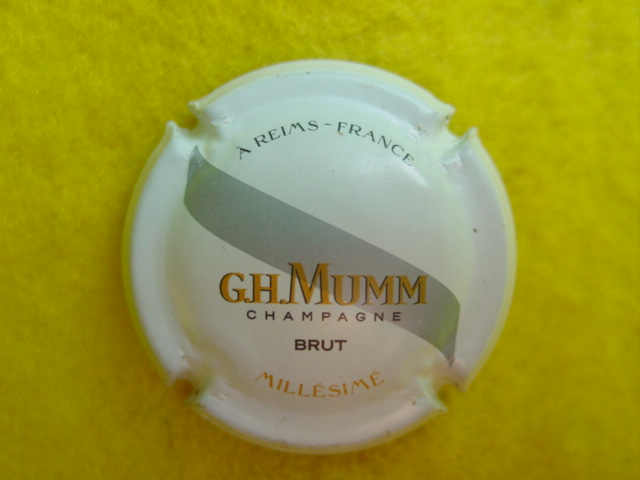 À REIMS-FRANCE
G.H.MUMM
CHAMPAGNE
BRUT
MILLÉSIMÉ